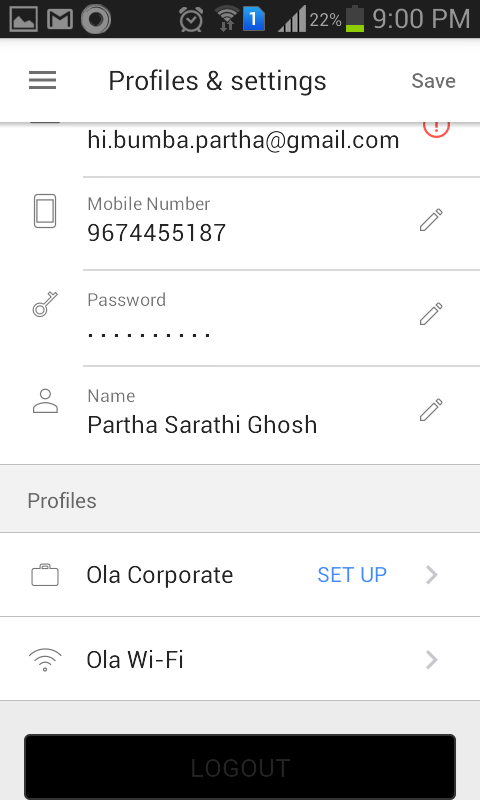 1 22% 9:00 PM
Profiles & settings Save
hi.bumba.partha@gmail.com
Mobile Number
9674455187
Password
. . . . . . . . . .
Name
Partha Sarathi Ghosh
Profiles
Ola Corporate SET UP
Ola Wi-Fi
LOGOUT